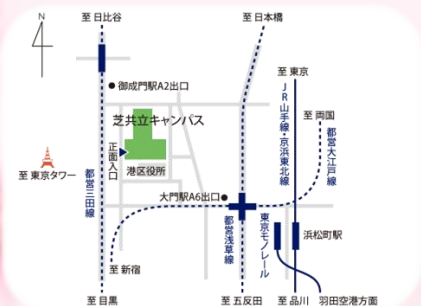 至 日比谷
至 日本橋
4
至 東京
御成門駅A2出口
JR山手線・京浜東北線
至 両国
芝共立キャンパス
都営大江戸線
正面入口
港区役所
至 東京タワー
都営三田線
大門駅A6出口
都営浅草線
東京モノレール
浜松町駅
至 新宿
至 目黒
至 五反田
至 品川
羽田空港方面